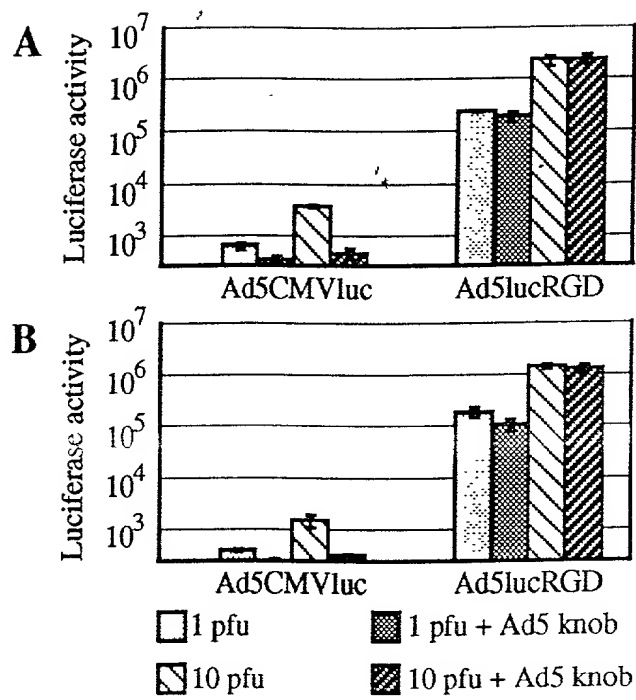 A
Luciferase activity
10^7
10^6
10^5
10^4
10^3
Ad5CMVluc Ad5lucRGD
B
Luciferase activity
10^7
10^6
10^5
10^4
10^3
Ad5CMVluc Ad5lucRGD
1 pfu 1 pfu + Ad5 knob
10 pfu 10 pfu + Ad5 knob